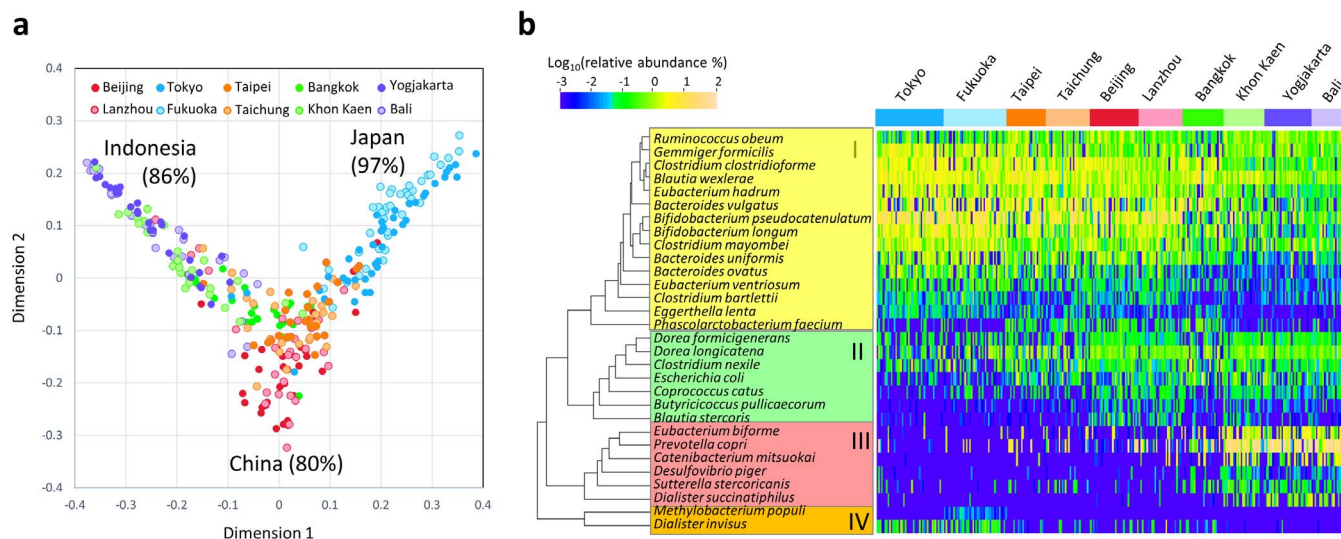 a
0.4
0.3
0.2
0.1
0
-0.1
-0.2
-0.3
-0.4
-0.4 -0.3 -0.2 -0.1 0 0.1 0.2 0.3 0.4
Dimension 2
Dimension 1
Beijing Tokyo Taipei Bangkok Yogjakarta
Lanzhou Fukuoka Taichung Khon Kaen Bali
Indonesia
(86%)
Japan
(97%)
China (80%)
b
Log10(relative abundance %)
-3 -2 -1 0 1 2
Tokyo Fukuoka Taipei Taichung Beijing Lanzhou Bangkok Khon Kaen Yogjakarta Bali
I
Ruminococcus obeum
Gemmiger formicilis
Clostridium clostridlioforme
Blautia wexlerae
Eubacterium hadrum
Bacteroides vulgatus
Bifidobacterium pseudocatenulatum
Bifidobacterium longum
Clostridium mayombei
Bacteroides uniformis
Bacteroides ovatus
Eubacterium ventriosum
Clostridium bartlettii
Eggerthella lenta
Phascolarctobacterium faecium
II
Dorea formicigenerans
Dorea longicatena
Clostridium nexile
Escherichia coli
Coprococcus catus
Butyricicoccus pullicaecorum
Blautia stercoris
III
Eubacterium biforme
Prevotella copri
Catenibacterium mitsuokai
Desulfovibrio piger
Sutterella stercoricanis
Dialister succinatiphilus
IV
Methylobacterium populi
Dialister invisus